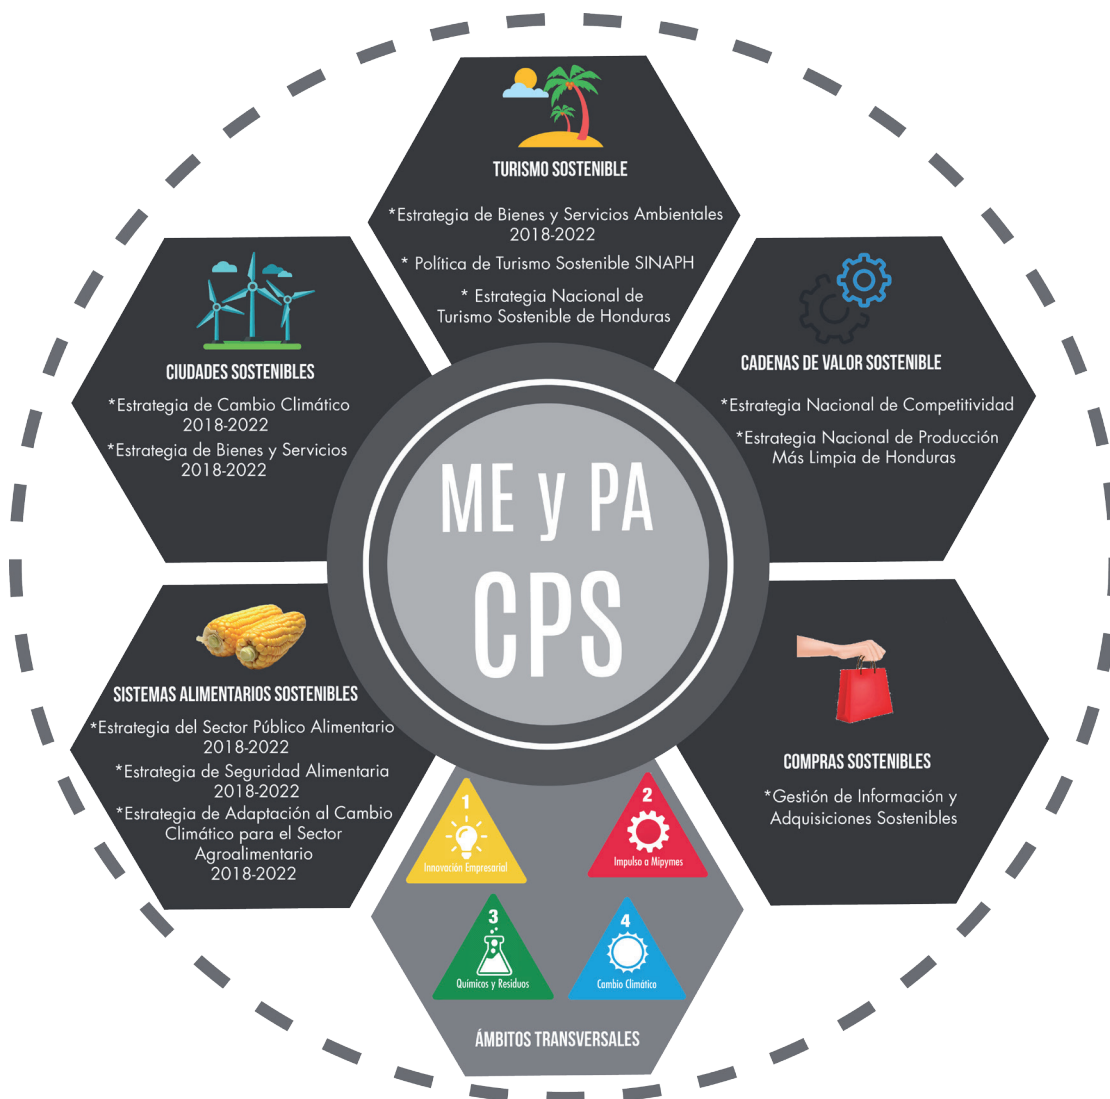 TURISMO SOSTENIBLE
*Estrategia de Bienes y Servicios Ambientales
2018-2022
* Política de Turismo Sostenible SINAPH
* Estrategia Nacional de
Turismo Sostenible de Honduras
CIUDADES SOSTENIBLES
*Estrategia de Cambio Climático
2018-2022
*Estrategia de Bienes y Servicios
2018-2022
CADENAS DE VALOR SOSTENIBLE
*Estrategia Nacional de Competitividad
*Estrategia Nacional de Producción
Más Limpia de Honduras
ME y PA
CPS
SISTEMAS ALIMENTARIOS SOSTENIBLES
*Estrategia del Sector Público Alimentario
2018-2022
*Estrategia de Seguridad Alimentaria
2018-2022
*Estrategia de Adaptación al Cambio
Climático para el Sector
Agroalimentario
2018-2022
COMPRAS SOSTENIBLES
*Gestión de Información y
Adquisiciones Sostenibles
1
Innovación Empresarial
2
Impulso a Mipymes
3
Químicos y Residuos
4
Cambio Climático
ÁMBITOS TRANSVERSALES